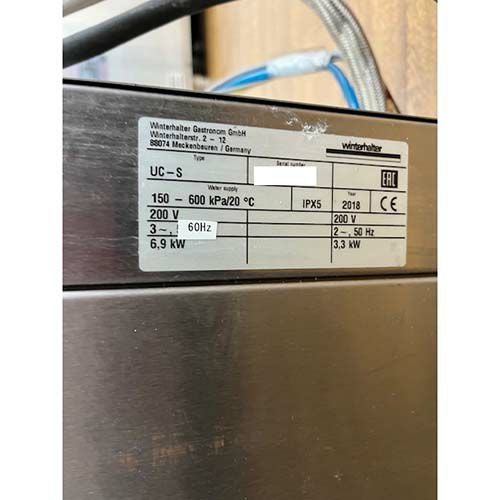 Winterhalter Gastronom GmbH
Winterhalterstr. 2 – 12
88074 Meckenbeuren / Germany
winterhalter
Type
Serial number
UC-S
EAC
Water supply
Year
150 – 600 kPa/20 °C
IPX5
2018
CE
200 V
200 V
3~, 60Hz
2~, 50 Hz
6,9 kW
3,3 kW